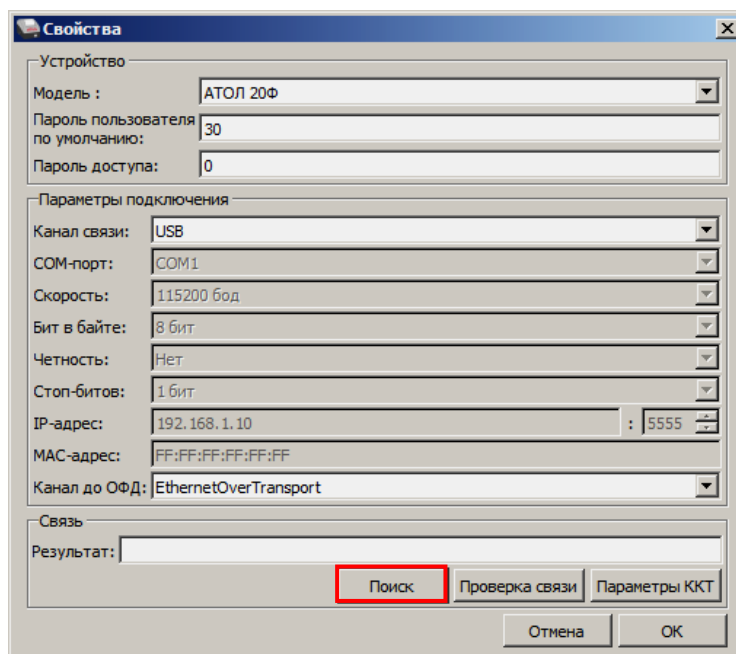 Свойства
Устройство
Модель : АТОЛ 20Ф
Пароль пользователя
по умолчанию: 30
Пароль доступа: 0
Параметры подключения
Канал связи: USB
COM-порт: COM1
Скорость: 115200 бод
Бит в байте: 8 бит
Четность: Нет
Стоп-битов: 1 бит
IP-адрес: 192.168.1.10 : 5555
MAC-адрес: FF:FF:FF:FF:FF:FF
Канал до ОФД: EthernetOverTransport
Связь
Результат:
Поиск Проверка связи Параметры ККТ
Отмена OK